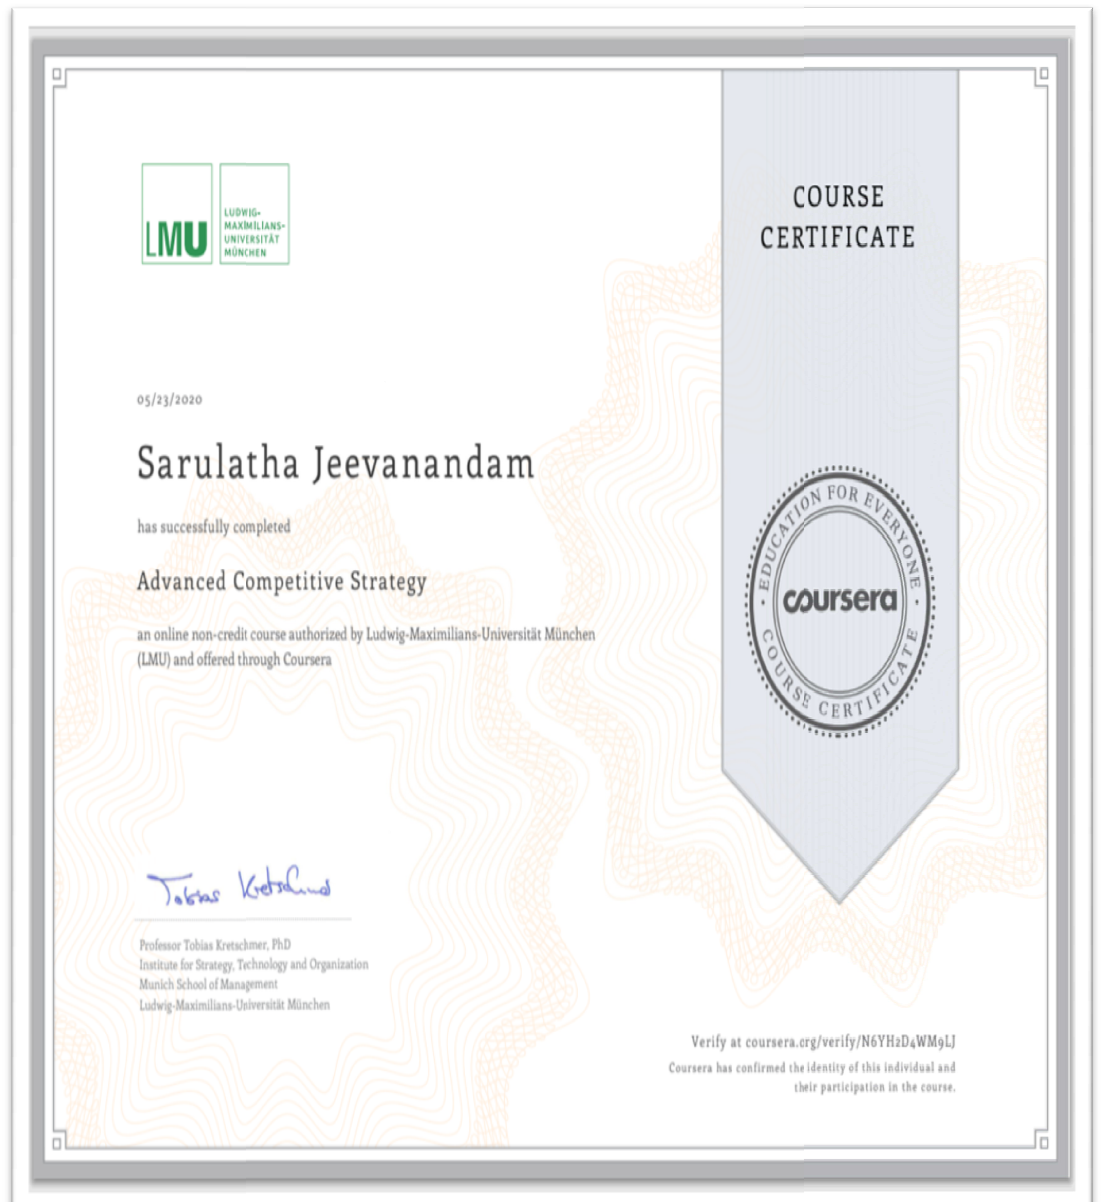 LMU
LUDWIG-
MAXIMILIANS-
UNIVERSITÄT
MÜNCHEN
COURSE
CERTIFICATE
05/23/2020
Sarulatha Jeevanandam
has successfully completed
Advanced Competitive Strategy
an online non-credit course authorized by Ludwig-Maximilians-Universität München
(LMU) and offered through Coursera
EDUCATION FOR EVERYONE
coursera
COURSE CERTIFICATE
Tobias Kretschmer
Professor Tobias Kretschmer, PhD
Institute for Strategy, Technology and Organization
Munich School of Management
Ludwig-Maximilians-Universität München
Verify at coursera.org/verify/N6YH2D4WM9LJ
Coursera has confirmed the identity of this individual and
their participation in the course.